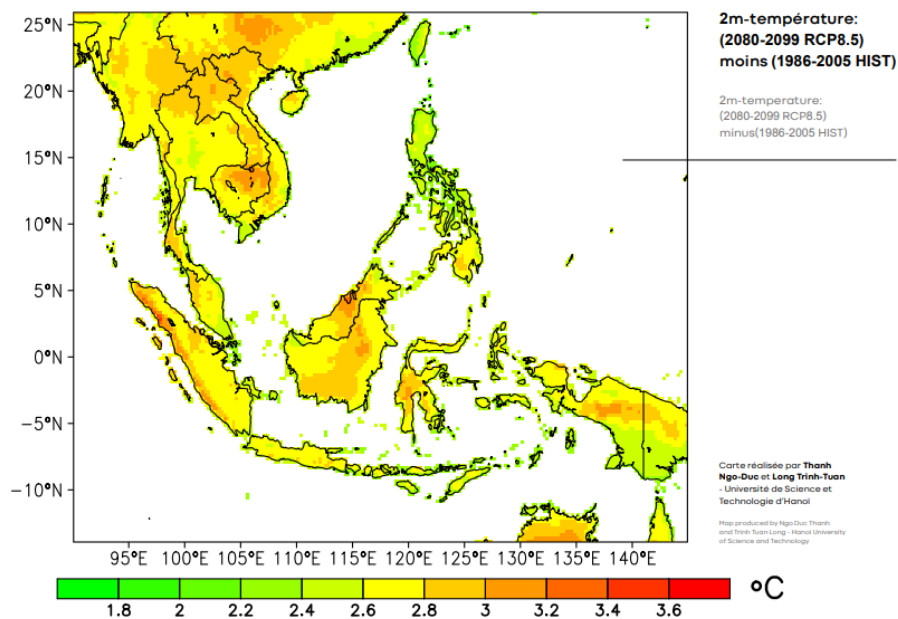 2m-température:
(2080-2099 RCP8.5)
moins (1986-2005 HIST)
2m-temperature:
(2080-2099 RCP8.5)
minus(1986-2005 HIST)
25°N
20°N
15°N
10°N
5°N
0°N
−5°N
−10°N
95°E 100°E 105°E 110°E 115°E 120°E 125°E 130°E 135°E 140°E
Carte réalisée par Thanh
Ngo-Duc et Long Trinh-Tuan
- Université de Science et
Technologie d'Hanoï
Map produced by Ngo Duc Thanh
and Trinh Tuan Long - Hanoi University
of Science and Technology
°C
1.8 2 2.2 2.4 2.6 2.8 3 3.2 3.4 3.6